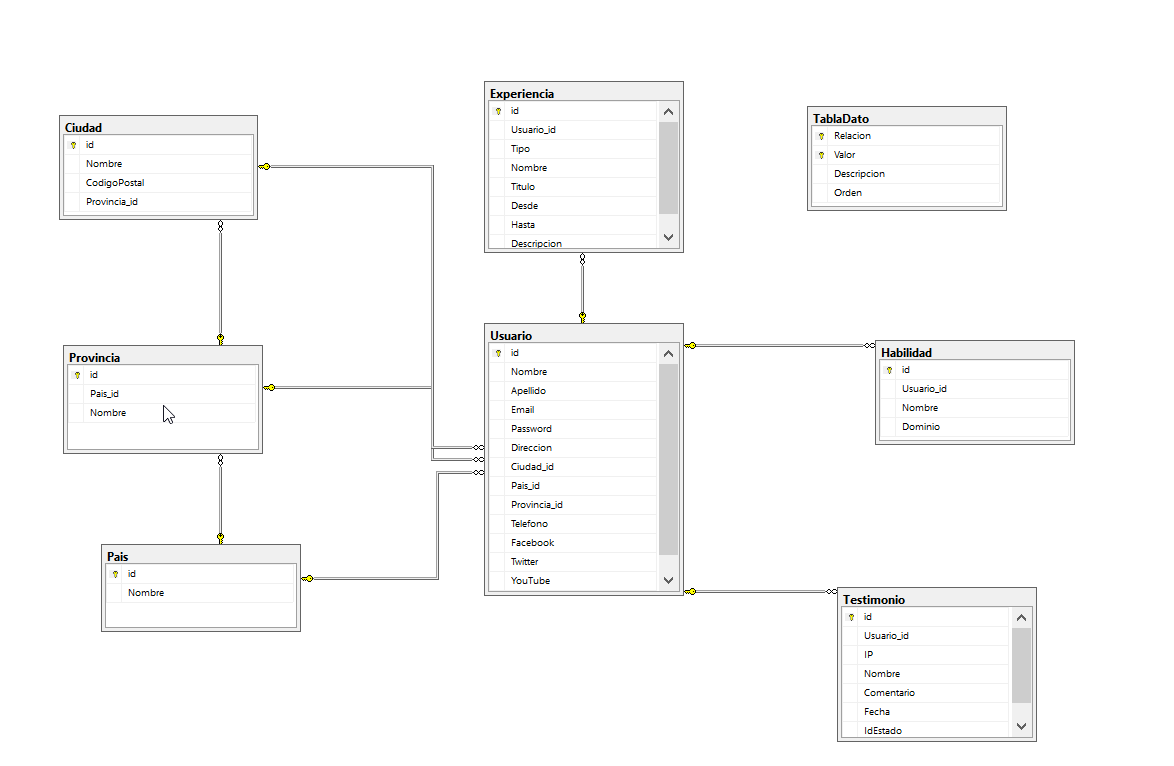 Ciudad
id
Nombre
CodigoPostal
Provincia_id
Experiencia
id
Usuario_id
Tipo
Nombre
Titulo
Desde
Hasta
Descripcion
TablaDato
Relacion
Valor
Descripcion
Orden
Provincia
id
Pais_id
Nombre
Usuario
id
Nombre
Apellido
Email
Password
Direccion
Ciudad_id
Pais_id
Provincia_id
Telefono
Facebook
Twitter
YouTube
Habilidad
id
Usuario_id
Nombre
Dominio
Pais
id
Nombre
Testimonio
id
Usuario_id
IP
Nombre
Comentario
Fecha
IdEstado